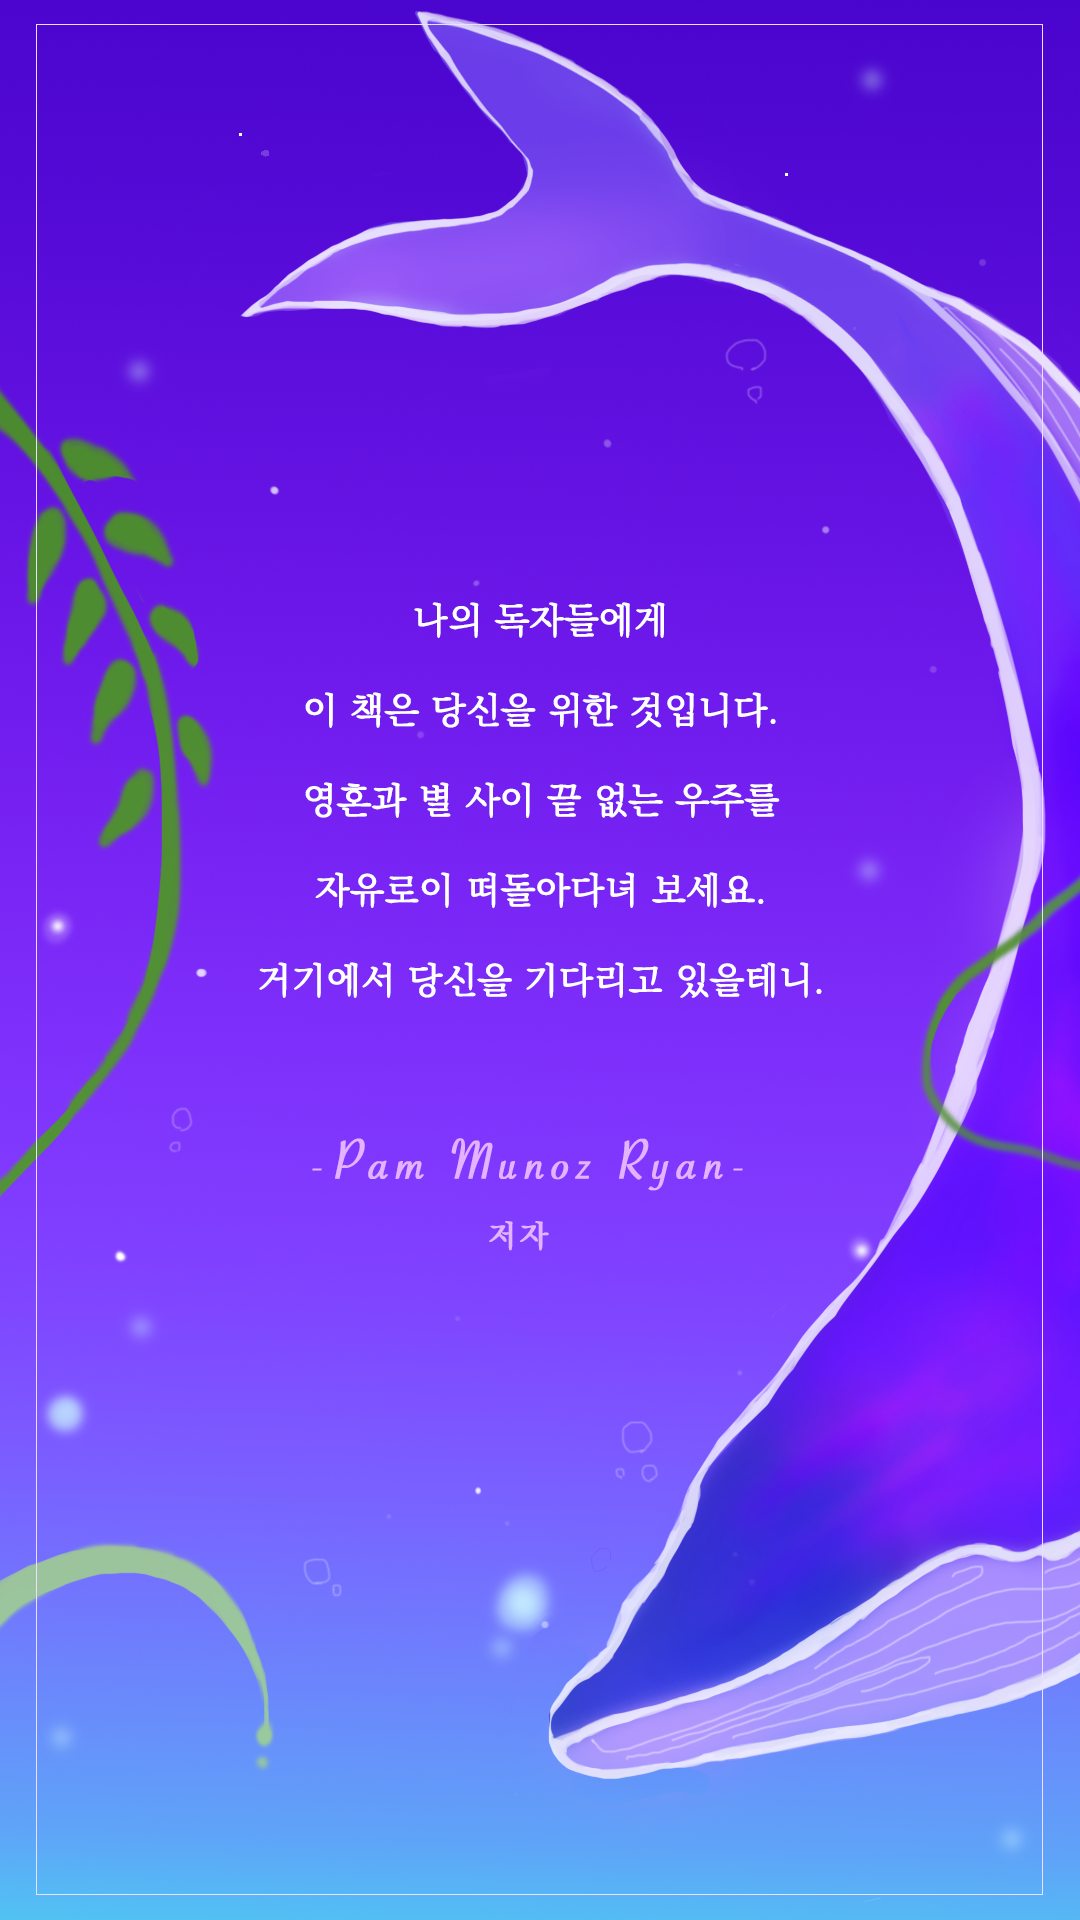 나의 독자들에게
이 책은 당신을 위한 것입니다.
영혼과 별 사이 끝 없는 우주를
자유로이 떠돌아다녀 보세요.
거기에서 당신을 기다리고 있을테니.
-Pam Munoz Ryan-
저자